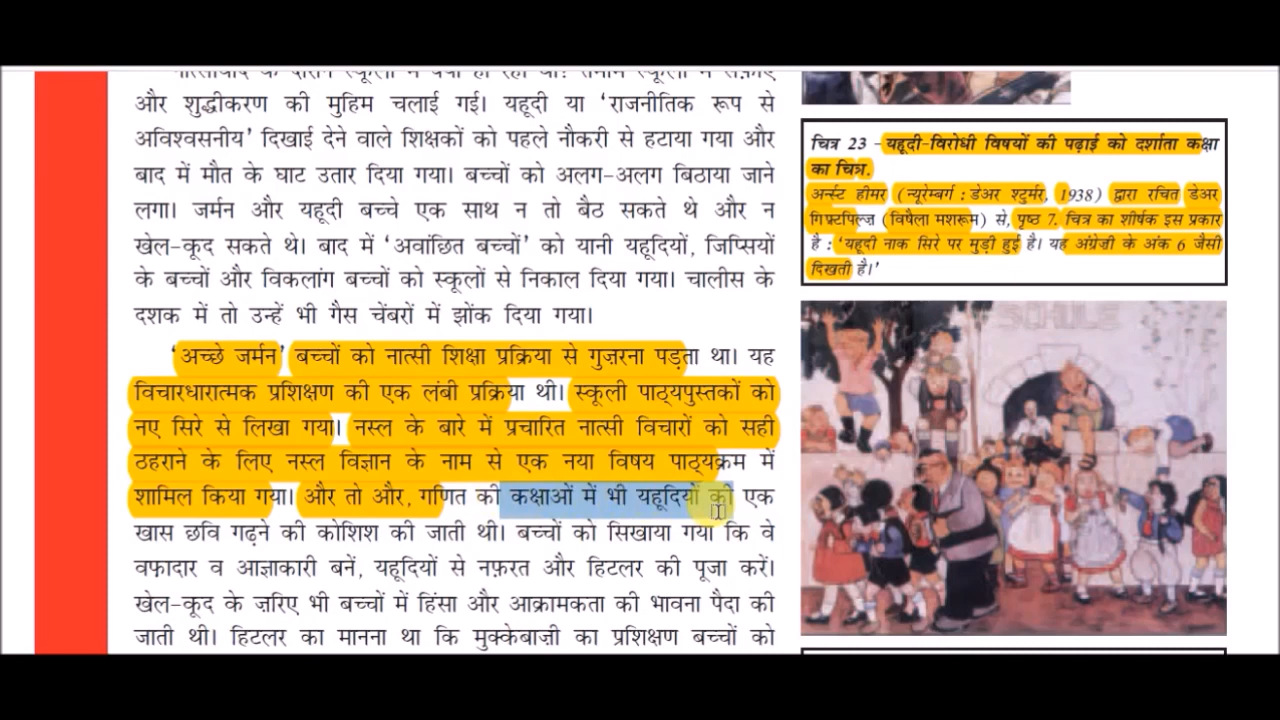 और शुद्धीकरण की मुहिम चलाई गई। यहूदी या ‘राजनीतिक रूप से
अविश्वसनीय’ दिखाई देने वाले शिक्षकों को पहले नौकरी से हटाया गया और
बाद में मौत के घाट उतार दिया गया। बच्चों को अलग-अलग बिठाया जाने
लगा। जर्मन और यहूदी बच्चे एक साथ न तो बैठ सकते थे और न
खेल-कूद सकते थे। बाद में ‘अवांछित बच्चों’ को यानी यहूदियों, जिप्सियों
के बच्चों और विकलांग बच्चों को स्कूलों से निकाल दिया गया। चालीस के
दशक में तो उन्हें भी गैस चेंबरों में झोंक दिया गया।
‘अच्छे जर्मन’ बच्चों को नात्सी शिक्षा प्रक्रिया से गुज़रना पड़ता था। यह
विचारधारात्मक प्रशिक्षण की एक लंबी प्रक्रिया थी। स्कूली पाठ्यपुस्तकों को
नए सिरे से लिखा गया। नस्ल के बारे में प्रचारित नात्सी विचारों को सही
ठहराने के लिए नस्ल विज्ञान के नाम से एक नया विषय पाठ्यक्रम में
शामिल किया गया। और तो और, गणित की कक्षाओं में भी यहूदियों की एक
खास छवि गढ़ने की कोशिश की जाती थी। बच्चों को सिखाया गया कि वे
वफ़ादार व आज्ञाकारी बनें, यहूदियों से नफ़रत और हिटलर की पूजा करें।
खेल-कूद के ज़रिए भी बच्चों में हिंसा और आक्रामकता की भावना पैदा की
जाती थी। हिटलर का मानना था कि मुक्केबाज़ी का प्रशिक्षण बच्चों को
चित्र 23 - यहूदी-विरोधी विषयों की पढ़ाई को दर्शाता कक्षा
का चित्र.
अर्न्स्ट हीमर (न्यूरेम्बर्ग : डेअर श्टुर्मर, 1938) द्वारा रचित डेअर
गिफ़्टपिल्ज़ (विषैला मशरूम) से, पृष्ठ 7. चित्र का शीर्षक इस प्रकार
है : ‘यहूदी नाक सिरे पर मुड़ी हुई है। यह अंग्रेज़ी के अंक 6 जैसी
दिखती है।’
SCHULE